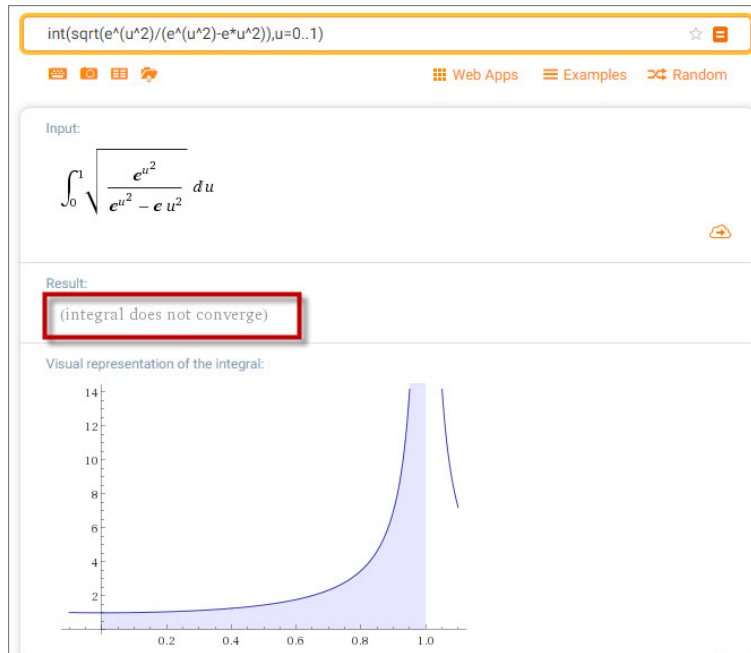 int(sqrt(e^(u^2)/(e^(u^2)-e*u^2)),u=0..1)
Web Apps Examples Random
Input:
∫₀¹ √(e^(u²)/(e^(u²) − e u²)) du
Result:
(integral does not converge)
Visual representation of the integral:
14
12
10
8
6
4
2
0.2 0.4 0.6 0.8 1.0